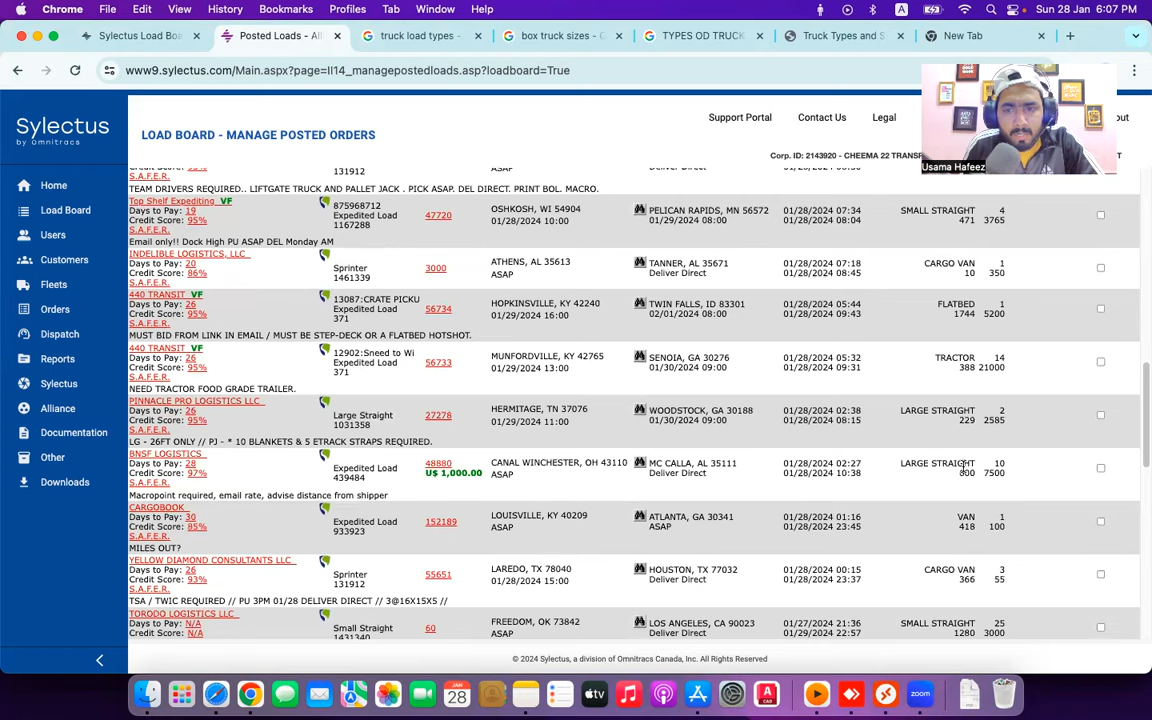 Chrome File Edit View History Bookmarks Profiles Tab Window Help
A Sun 28 Jan 6:07 PM
Sylectus Load Boa
Posted Loads - All
truck load types -
box truck sizes - G
TYPES OD TRUCK
Truck Types and S
New Tab
www9.sylectus.com/Main.aspx?page=II14_managepostedloads.asp?loadboard=True
Sylectus
by Omnitracs
LOAD BOARD - MANAGE POSTED ORDERS
Support Portal Contact Us Legal out
Corp. ID: 2143920 - CHEEMA 22 TRANSP
Usama Hafeez
Home
Load Board
Users
Customers
Fleets
Orders
Dispatch
Reports
Sylectus
Alliance
Documentation
Other
Downloads
S.A.F.E.R. 131912 ASAP Deliver Direct
TEAM DRIVERS REQUIRED.. LIFTGATE TRUCK AND PALLET JACK . PICK ASAP. DEL DIRECT. PRINT BOL. MACRO.
Top Shelf Expediting VF 875968712 47720 OSHKOSH, WI 54904 PELICAN RAPIDS, MN 56572 01/28/2024 07:34 SMALL STRAIGHT 4
Days to Pay: 19 Expedited Load 01/28/2024 08:00 01/29/2024 08:00 01/28/2024 08:04 471 3765
Credit Score: 95% 1167288
S.A.F.E.R.
Email only!! Dock High PU ASAP DEL Monday AM
INDELIBLE LOGISTICS, LLC 3000 ATHENS, AL 35613 TANNER, AL 35671 01/28/2024 07:18 CARGO VAN 1
Days to Pay: 20 Sprinter ASAP Deliver Direct 01/28/2024 08:45 10 350
Credit Score: 86% 1461339
S.A.F.E.R.
440 TRANSIT VF 13087:CRATE PICKU 56734 HOPKINSVILLE, KY 42240 TWIN FALLS, ID 83301 01/28/2024 05:44 FLATBED 1
Days to Pay: 26 Expedited Load 01/29/2024 16:00 02/01/2024 08:00 01/28/2024 09:43 1744 5200
Credit Score: 95% 371
S.A.F.E.R.
MUST BID FROM LINK IN EMAIL / MUST BE STEP-DECK OR A FLATBED HOTSHOT.
440 TRANSIT VF 12902:Sneed to Wi 56733 MUNFORDVILLE, KY 42765 SENOIA, GA 30276 01/28/2024 05:32 TRACTOR 14
Days to Pay: 26 Expedited Load 01/29/2024 13:00 01/30/2024 09:00 01/28/2024 09:31 388 21000
Credit Score: 95% 371
S.A.F.E.R.
NEED TRACTOR FOOD GRADE TRAILER.
PINNACLE PRO LOGISTICS LLC 27278 HERMITAGE, TN 37076 WOODSTOCK, GA 30188 01/28/2024 02:38 LARGE STRAIGHT 2
Days to Pay: 26 Large Straight 01/29/2024 11:00 01/30/2024 09:00 01/28/2024 08:15 229 2585
Credit Score: 95% 1031358
S.A.F.E.R.
LG - 26FT ONLY // PJ - * 10 BLANKETS & 5 ETRACK STRAPS REQUIRED.
BNSF LOGISTICS 48880 CANAL WINCHESTER, OH 43110 MC CALLA, AL 35111 01/28/2024 02:27 LARGE STRAIGHT 10
Days to Pay: 28 Expedited Load U$ 1,000.00 ASAP Deliver Direct 01/28/2024 10:38 7500
Credit Score: 97% 439484
S.A.F.E.R.
Macropoint required, email rate, advise distance from shipper
CARGOBOOK 152189 LOUISVILLE, KY 40209 ATLANTA, GA 30341 01/28/2024 01:16 VAN 1
Days to Pay: 30 Expedited Load ASAP ASAP 01/28/2024 23:45 418 100
Credit Score: 85% 933923
S.A.F.E.R.
MILES OUT?
YELLOW DIAMOND CONSULTANTS LLC 55651 LAREDO, TX 78040 HOUSTON, TX 77032 01/28/2024 00:15 CARGO VAN 3
Days to Pay: 26 Sprinter 01/28/2024 15:00 Deliver Direct 01/28/2024 23:37 366 55
Credit Score: 93% 131912
S.A.F.E.R.
TSA / TWIC REQUIRED // PU 3PM 01/28 DELIVER DIRECT // 3@16X15X5 //
TORODO LOGISTICS LLC 60 FREEDOM, OK 73842 LOS ANGELES, CA 90023 01/27/2024 21:36 SMALL STRAIGHT 25
Days to Pay: N/A Small Straight ASAP Deliver Direct 01/29/2024 22:57 1280 3000
Credit Score: N/A 1431340
© 2024 Sylectus, a division of Omnitracs Canada, Inc. All Rights Reserved
JAN
28
tv
zoom